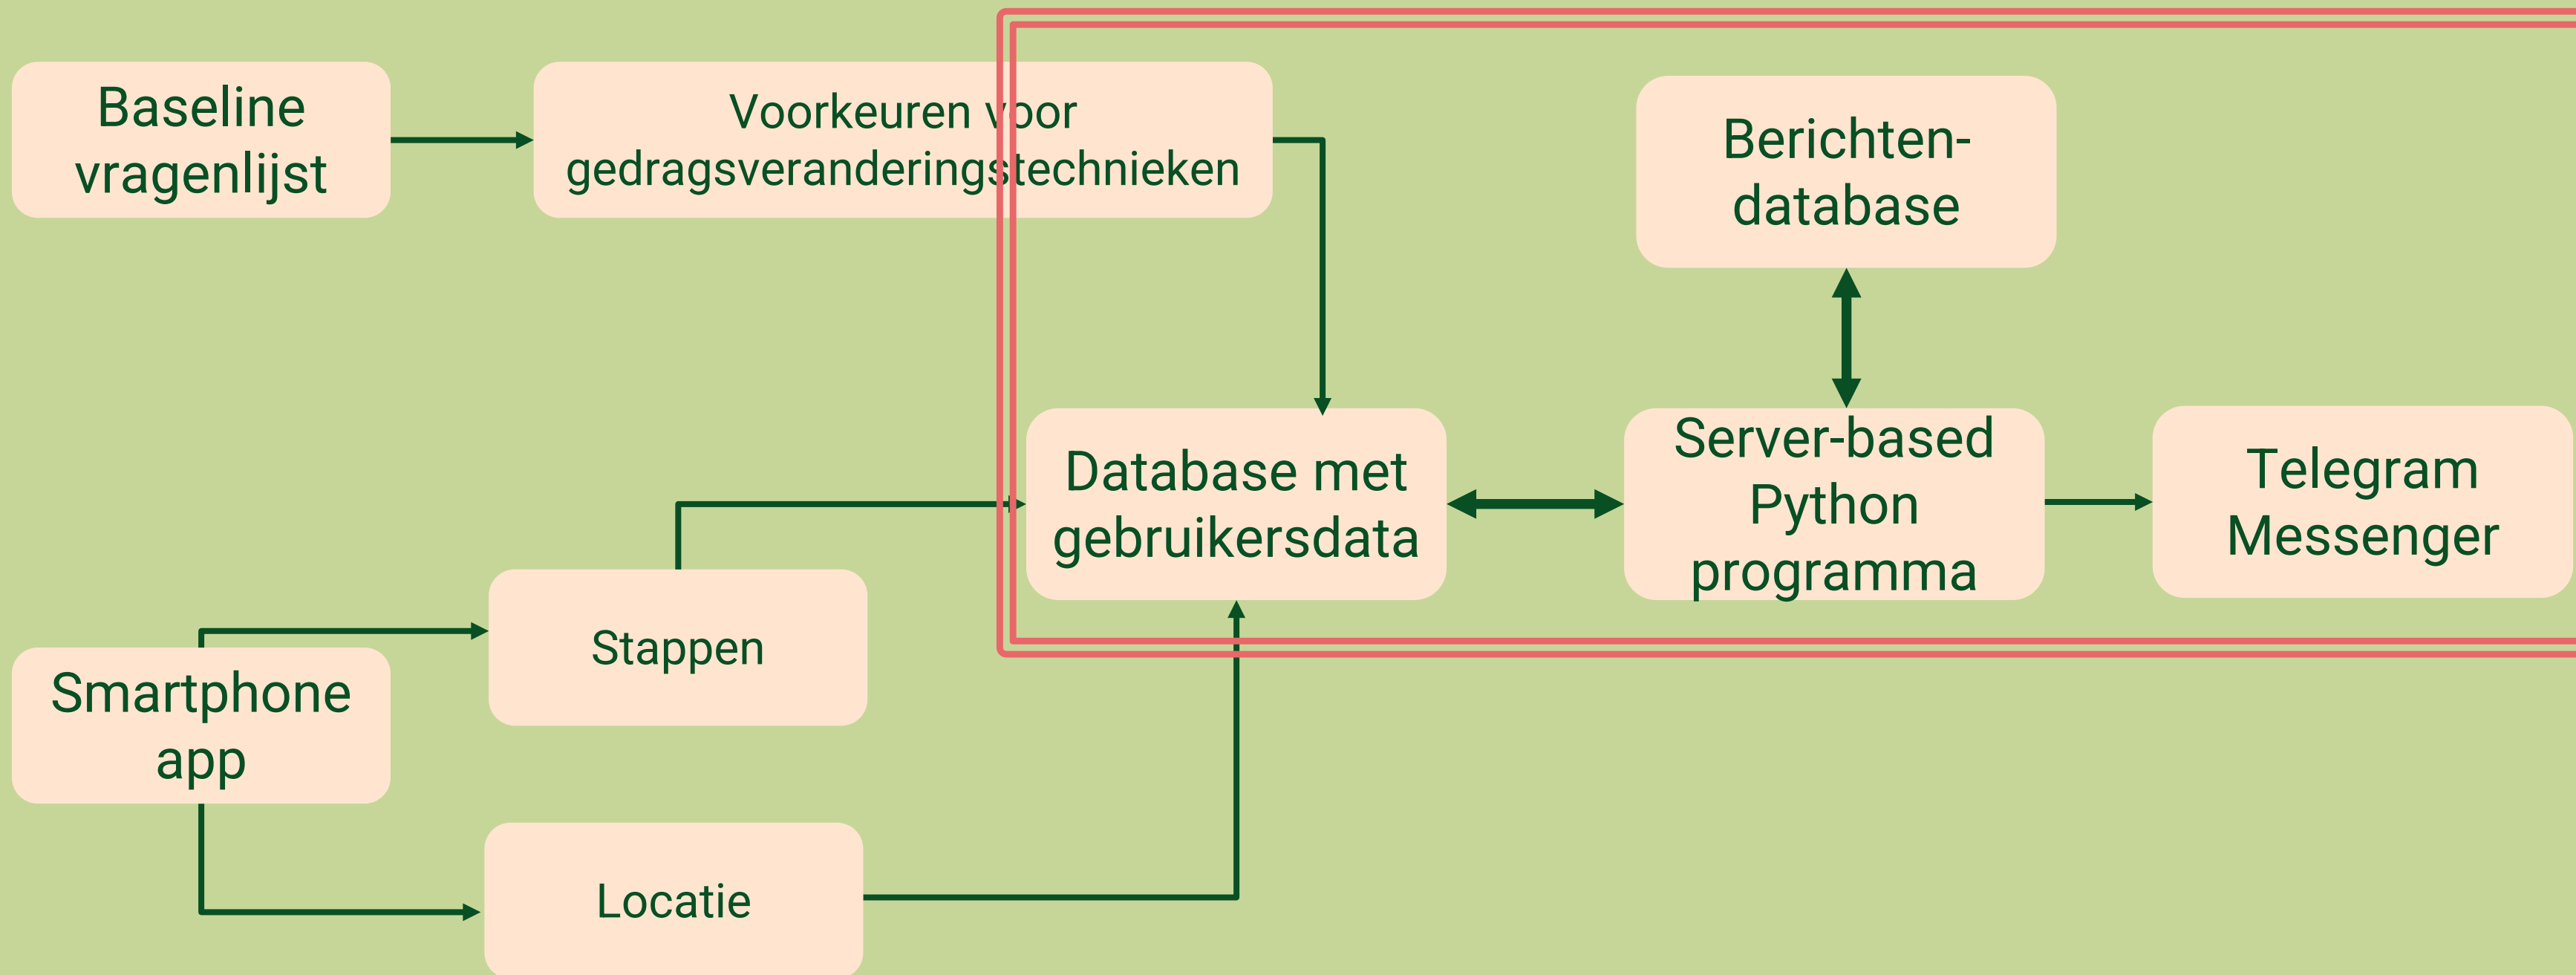 Baseline
vragenlijst
Voorkeuren voor
gedragsveranderingstechnieken
Berichten-
database
Database met
gebruikersdata
Server-based
Python
programma
Telegram
Messenger
Stappen
Smartphone
app
Locatie